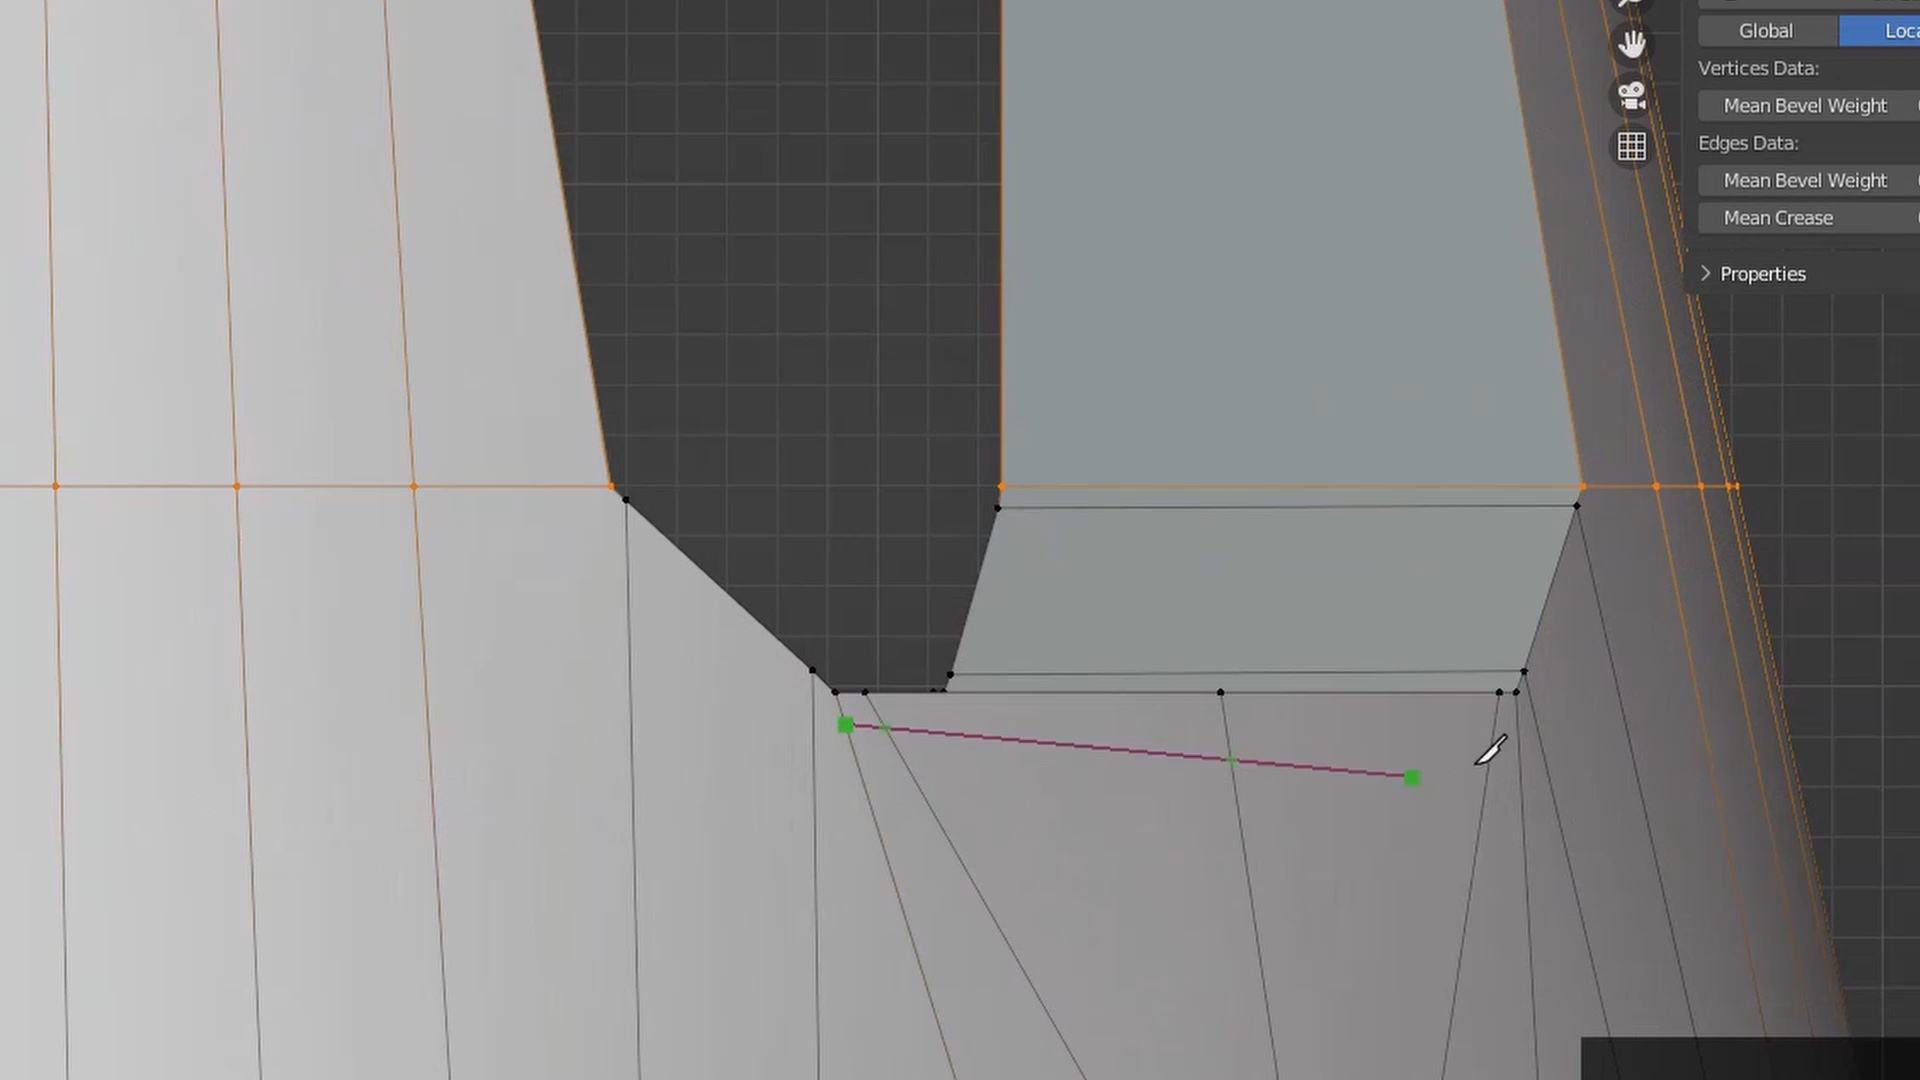 Global
Loca
Vertices Data:
Mean Bevel Weight
Edges Data:
Mean Bevel Weight
Mean Crease
Properties